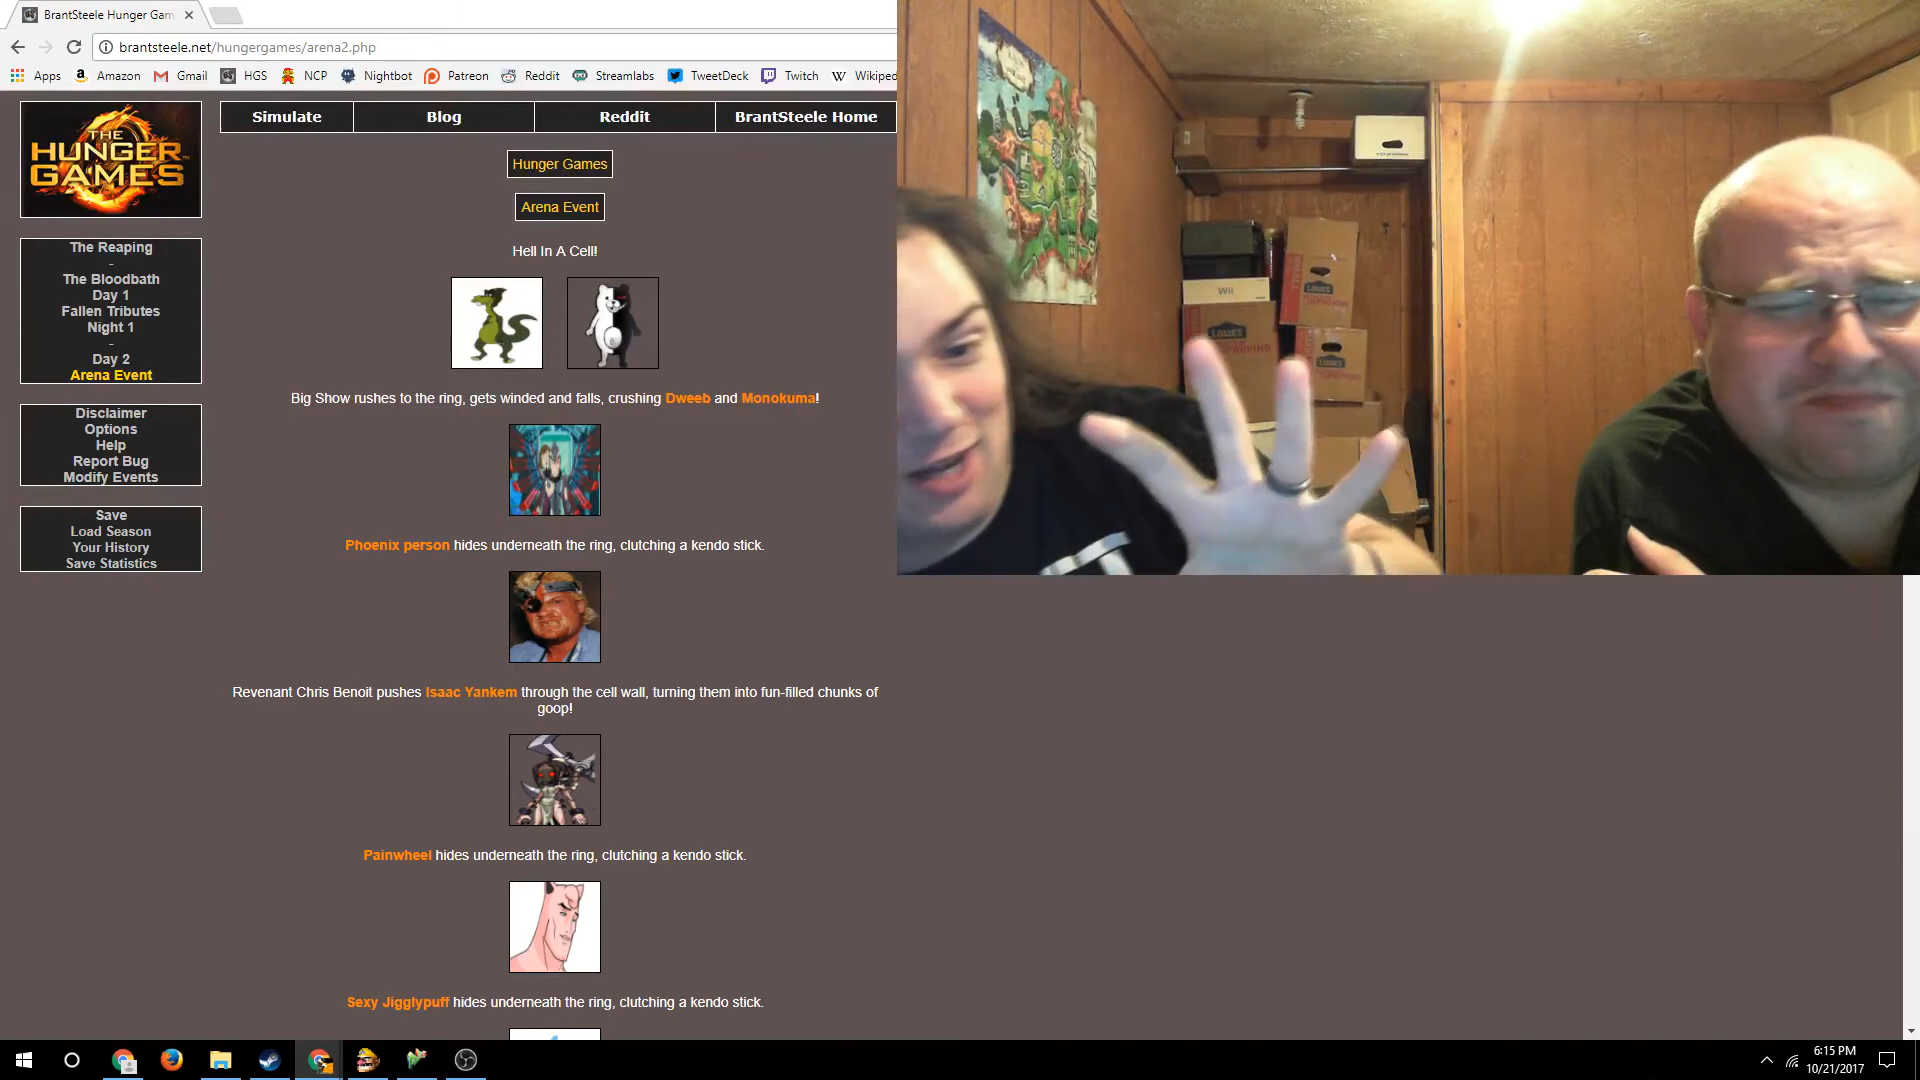 BrantSteele Hunger Gam
brantsteele.net/hungergames/arena2.php
Apps Amazon Gmail HGS NCP Nightbot Patreon Reddit Streamlabs TweetDeck Twitch Wikiped
THE HUNGER GAMES
Simulate Blog Reddit BrantSteele Home
The Reaping
-
The Bloodbath
Day 1
Fallen Tributes
Night 1
-
Day 2
Arena Event
Disclaimer
Options
Help
Report Bug
Modify Events
Save
Load Season
Your History
Save Statistics
Hunger Games
Arena Event
Hell In A Cell!
Big Show rushes to the ring, gets winded and falls, crushing Dweeb and Monokuma!
Phoenix person hides underneath the ring, clutching a kendo stick.
Revenant Chris Benoit pushes Isaac Yankem through the cell wall, turning them into fun-filled chunks of
goop!
Painwheel hides underneath the ring, clutching a kendo stick.
Sexy Jigglypuff hides underneath the ring, clutching a kendo stick.
Wii
LOWE'S
LOWE'S
LOWE'S
6:15 PM
10/21/2017